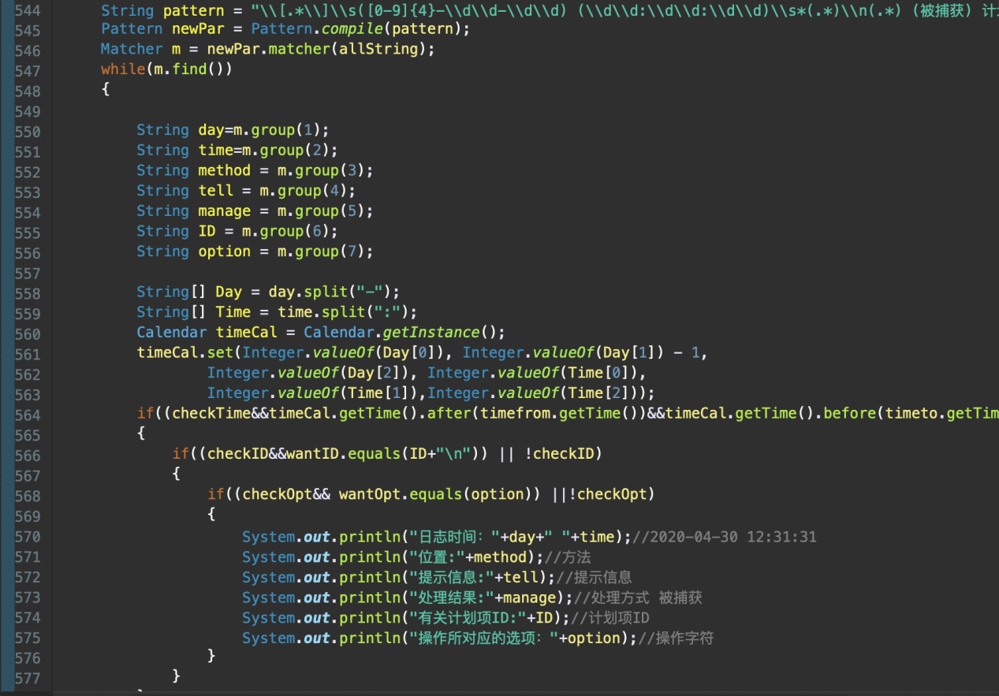 544 String pattern = "\\[.*\\]\\s([0-9]{4}-\\d\\d-\\d\\d) (\\d\\d:\\d\\d:\\d\\d)\\s*(.*)\\n(.*) (被捕获) 计
545 Pattern newPar = Pattern.compile(pattern);
546 Matcher m = newPar.matcher(allString);
547 while(m.find())
548 {
549
550 String day=m.group(1);
551 String time=m.group(2);
552 String method = m.group(3);
553 String tell = m.group(4);
554 String manage = m.group(5);
555 String ID = m.group(6);
556 String option = m.group(7);
557
558 String[] Day = day.split("-");
559 String[] Time = time.split(":");
560 Calendar timeCal = Calendar.getInstance();
561 timeCal.set(Integer.valueOf(Day[0]), Integer.valueOf(Day[1]) - 1,
562 Integer.valueOf(Day[2]), Integer.valueOf(Time[0]),
563 Integer.valueOf(Time[1]),Integer.valueOf(Time[2]));
564 if((checkTime&&timeCal.getTime().after(timefrom.getTime())&&timeCal.getTime().before(timeto.getTim
565 {
566 if((checkID&&wantID.equals(ID+"\n")) || !checkID)
567 {
568 if((checkOpt&& wantOpt.equals(option)) ||!checkOpt)
569 {
570 System.out.println("日志时间: "+day+" "+time);//2020-04-30 12:31:31
571 System.out.println("位置:"+method);//方法
572 System.out.println("提示信息:"+tell);//提示信息
573 System.out.println("处理结果:"+manage);//处理方式 被捕获
574 System.out.println("有关计划项ID:"+ID);//计划项ID
575 System.out.println("操作所对应的选项: "+option);//操作字符
576 }
577 }